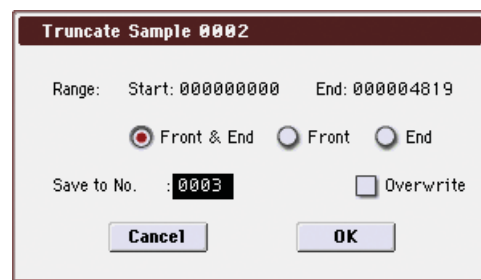 Truncate Sample 0002
Range: Start: 000000000 End: 000004819
Front & End Front End
Save to No. :0003 Overwrite
Cancel OK